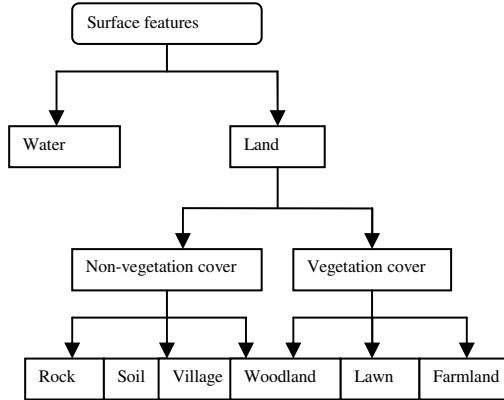 Surface features
Water
Land
Non-vegetation cover
Vegetation cover
Rock
Soil
Village
Woodland
Lawn
Farmland